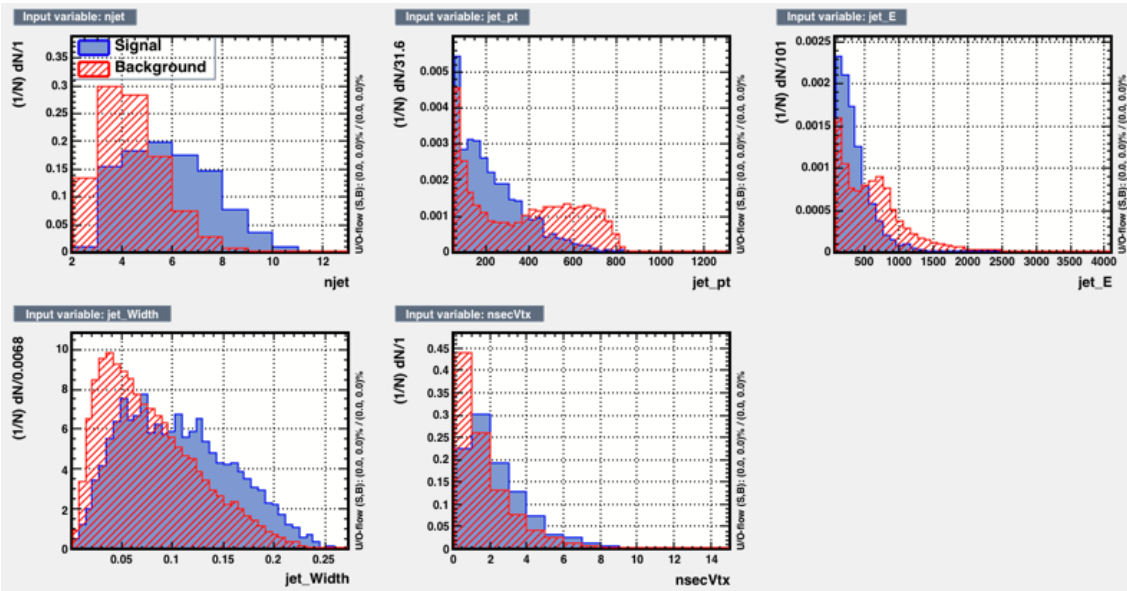 Input variable: njet
(1/N) dN/1
0.35
0.3
0.25
0.2
0.15
0.1
0.05
0
Signal
Background
2 4 6 8 10 12
njet
U/O-flow (S,B): (0.0, 0.0)% / (0.0, 0.0)%
Input variable: jet_pt
(1/N) dN/31.6
0.005
0.004
0.003
0.002
0.001
0
200 400 600 800 1000 1200
jet_pt
U/O-flow (S,B): (0.0, 0.0)% / (0.0, 0.0)%
Input variable: jet_E
(1/N) dN/101
0.0025
0.002
0.0015
0.001
0.0005
0
500 1000 1500 2000 2500 3000 3500 4000
jet_E
U/O-flow (S,B): (0.0, 0.0)% / (0.0, 0.0)%
Input variable: jet_Width
(1/N) dN/0.0068
10
8
6
4
2
0
0.05 0.1 0.15 0.2 0.25
jet_Width
U/O-flow (S,B): (0.0, 0.0)% / (0.0, 0.0)%
Input variable: nsecVtx
(1/N) dN/1
0.45
0.4
0.35
0.3
0.25
0.2
0.15
0.1
0.05
0
0 2 4 6 8 10 12 14
nsecVtx
U/O-flow (S,B): (0.0, 0.0)% / (0.0, 0.0)%